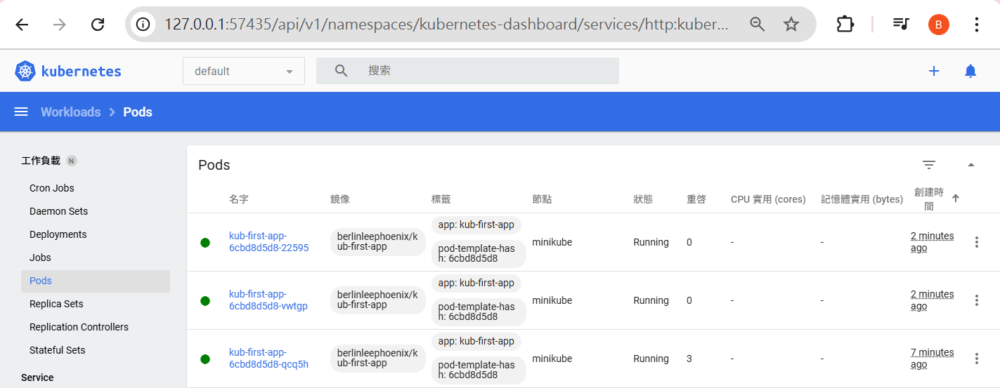 127.0.0.1:57435/api/v1/namespaces/kubernetes-dashboard/services/http:kuber...
B
kubernetes
default
搜索
Workloads > Pods
工作負載 N
Cron Jobs
Daemon Sets
Deployments
Jobs
Pods
Replica Sets
Replication Controllers
Stateful Sets
Service
Pods
名字 鏡像 標籤 節點 狀態 重啓 CPU 實用 (cores) 記憶體實用 (bytes) 創建時
間
kub-first-app-
6cbd8d5d8-22595
berlinleephoenix/k
ub-first-app
app: kub-first-app
pod-template-has
h: 6cbd8d5d8
minikube
Running
0
-
-
2 minutes
ago
kub-first-app-
6cbd8d5d8-vwtgp
berlinleephoenix/k
ub-first-app
app: kub-first-app
pod-template-has
h: 6cbd8d5d8
minikube
Running
0
-
-
2 minutes
ago
kub-first-app-
6cbd8d5d8-qcq5h
berlinleephoenix/k
ub-first-app
app: kub-first-app
pod-template-has
h: 6cbd8d5d8
minikube
Running
3
-
-
7 minutes
ago